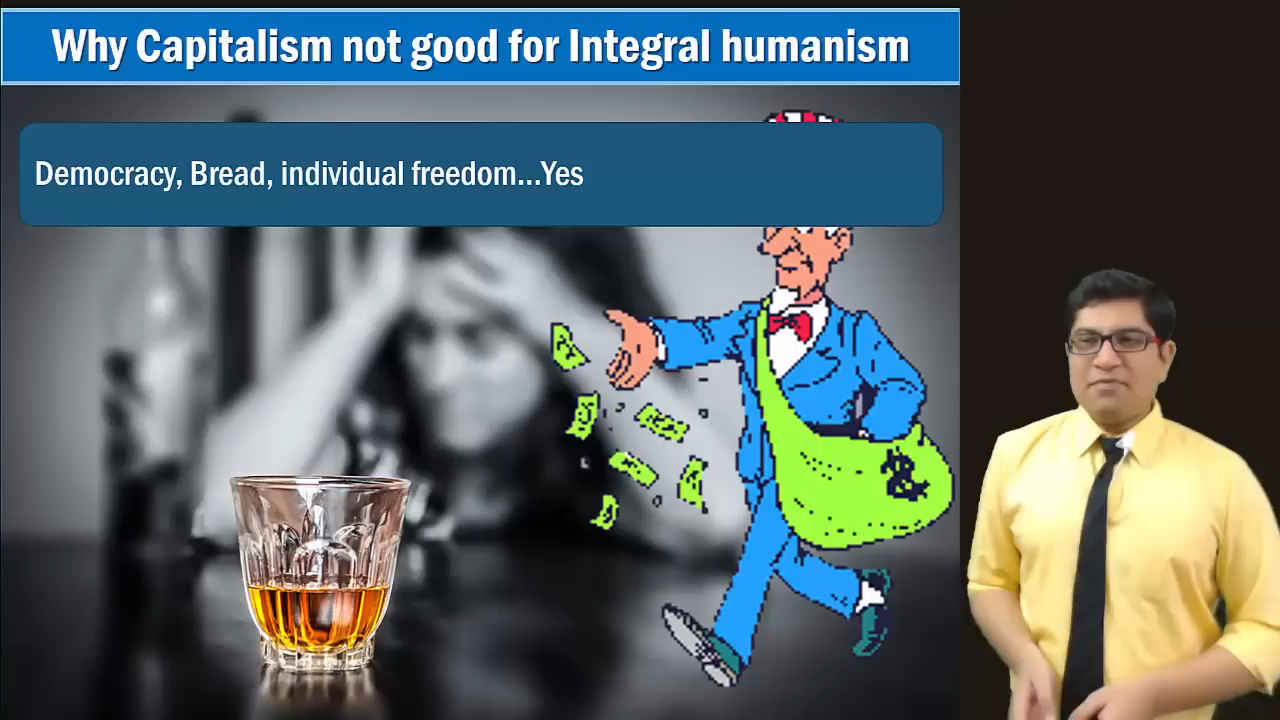 Why Capitalism not good for Integral humanism
Democracy, Bread, individual freedom...Yes